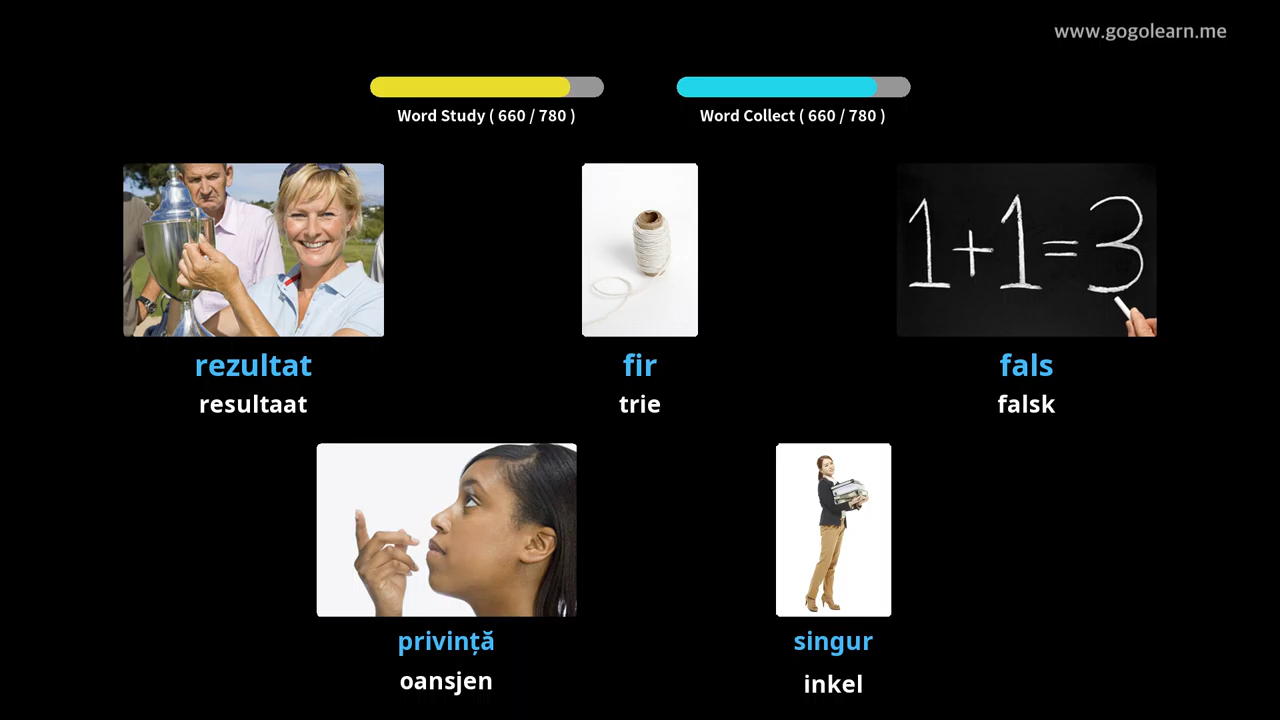 www.gogolearn.me
Word Study ( 660 / 780 )
Word Collect ( 660 / 780 )
1+1=3
rezultat
resultaat
fir
trie
fals
falsk
privință
oansjen
singur
inkel